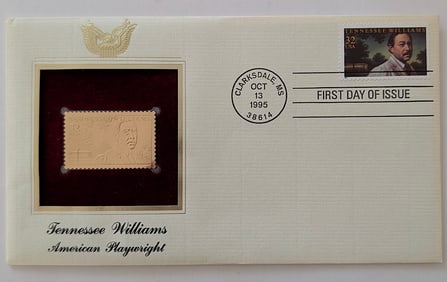 TENNESSEE WILLIAMS
32
USA
CLARKSDALE, MS
OCT
13
1995
38614
FIRST DAY OF ISSUE
Tennessee Williams
American Playwright